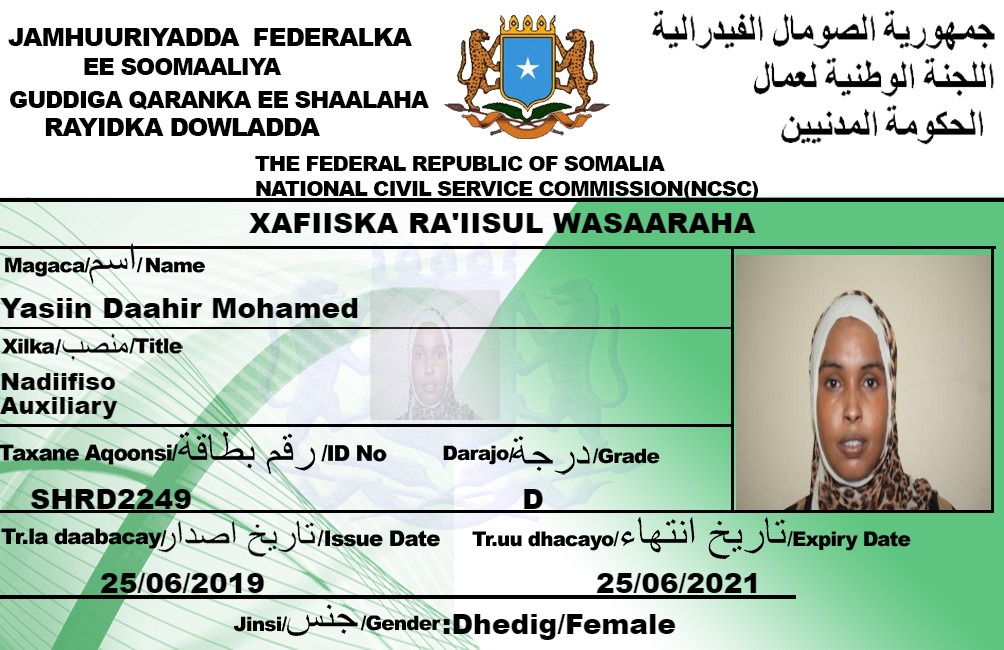 JAMHUURIYADDA FEDERALKA
EE SOOMAALIYA
GUDDIGA QARANKA EE SHAALAHA
RAYIDKA DOWLADDA
جمهورية الصومال الفيدرالية
اللجنة الوطنية لعمال
الحكومة المدنيين
THE FEDERAL REPUBLIC OF SOMALIA
NATIONAL CIVIL SERVICE COMMISSION(NCSC)
XAFIISKA RA'IISUL WASAARAHA
Magaca/اسم/Name
Yasiin Daahir Mohamed
Xilka/منصب/Title
Nadiifiso
Auxiliary
Taxane Aqoonsi/رقم بطاقة/ID No
Darajo/درجة/Grade
SHRD2249
D
Tr.la daabacay/تاريخ اصدار/Issue Date
Tr.uu dhacayo/تاريخ انتهاء/Expiry Date
25/06/2019
25/06/2021
Jinsi/جنس/Gender:Dhedig/Female